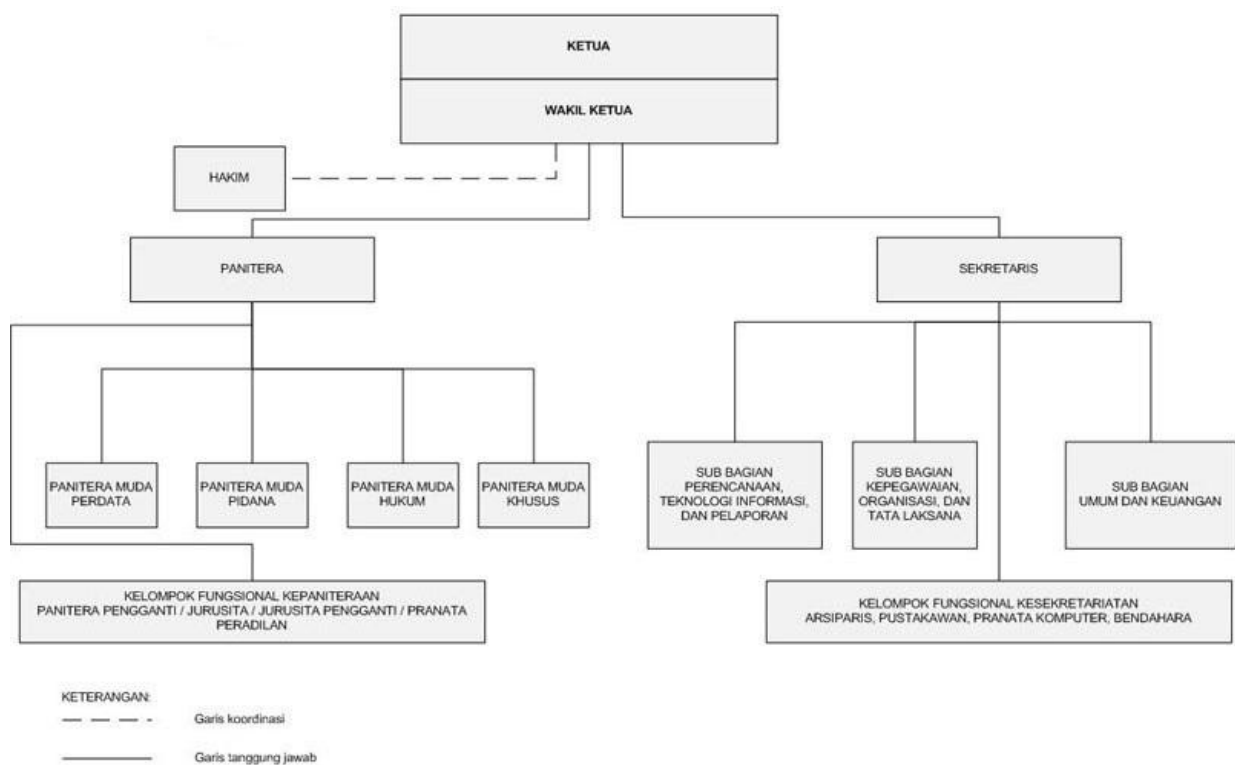 KETUA
WAKIL KETUA
HAKIM
PANITERA
SEKRETARIS
PANITERA MUDA
PERDATA
PANITERA MUDA
PIDANA
PANITERA MUDA
HUKUM
PANITERA MUDA
KHUSUS
SUB BAGIAN
PERENCANAAN,
TEKNOLOGI INFORMASI,
DAN PELAPORAN
SUB BAGIAN
KEPEGAWAIAN,
ORGANISASI, DAN
TATA LAKSANA
SUB BAGIAN
UMUM DAN KEUANGAN
KELOMPOK FUNGSIONAL KEPANITERAAN
PANITERA PENGGANTI / JURUSITA / JURUSITA PENGGANTI / PRANATA
PERADILAN
KELOMPOK FUNGSIONAL KESEKRETARIATAN
ARSIPARIS, PUSTAKAWAN, PRANATA KOMPUTER, BENDAHARA
KETERANGAN:
Garis koordinasi
Garis tanggung jawab